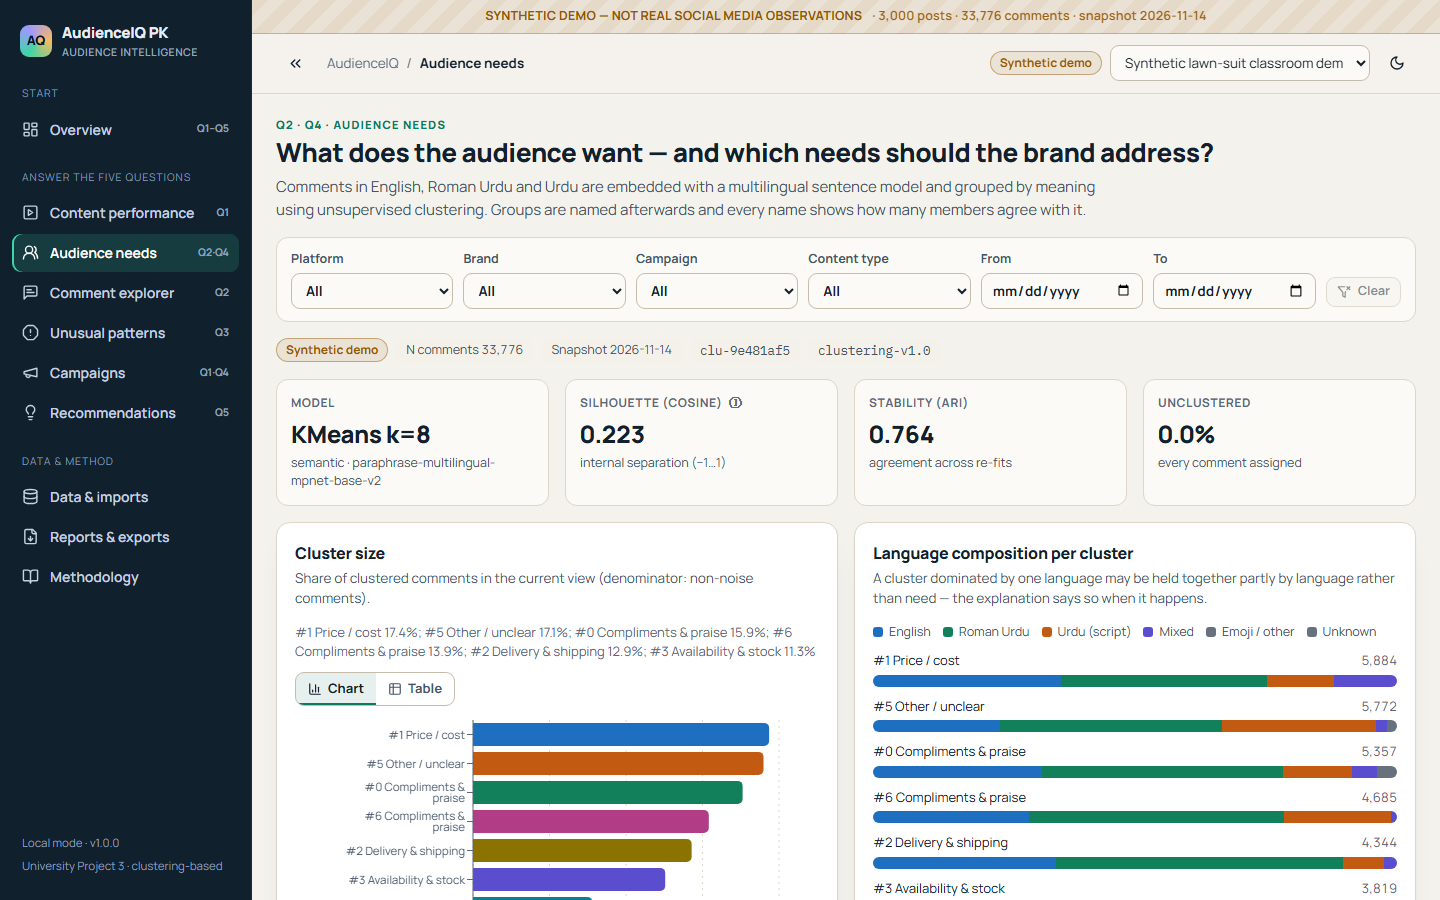 AQ
AudienceIQ PK
AUDIENCE INTELLIGENCE
START
Overview Q1–Q5
ANSWER THE FIVE QUESTIONS
Content performance Q1
Audience needs Q2·Q4
Comment explorer Q2
Unusual patterns Q3
Campaigns Q1·Q4
Recommendations Q5
DATA & METHOD
Data & imports
Reports & exports
Methodology
Local mode · v1.0.0
University Project 3 · clustering-based
SYNTHETIC DEMO — NOT REAL SOCIAL MEDIA OBSERVATIONS · 3,000 posts · 33,776 comments · snapshot 2026-11-14
AudienceIQ / Audience needs
Synthetic demo
Synthetic lawn-suit classroom dem
Q2 · Q4 · AUDIENCE NEEDS
What does the audience want — and which needs should the brand address?
Comments in English, Roman Urdu and Urdu are embedded with a multilingual sentence model and grouped by meaning
using unsupervised clustering. Groups are named afterwards and every name shows how many members agree with it.
Platform Brand Campaign Content type From To
All All All All mm/dd/yyyy mm/dd/yyyy Clear
Synthetic demo N comments 33,776 Snapshot 2026-11-14 clu-9e481af5 clustering-v1.0
MODEL
KMeans k=8
semantic · paraphrase-multilingual-
mpnet-base-v2
SILHOUETTE (COSINE)
0.223
internal separation (−1…1)
STABILITY (ARI)
0.764
agreement across re-fits
UNCLUSTERED
0.0%
every comment assigned
Cluster size
Share of clustered comments in the current view (denominator: non-noise
comments).
#1 Price / cost 17.4%; #5 Other / unclear 17.1%; #0 Compliments & praise 15.9%; #6
Compliments & praise 13.9%; #2 Delivery & shipping 12.9%; #3 Availability & stock 11.3%
Chart Table
#1 Price / cost
#5 Other / unclear
#0 Compliments &
praise
#6 Compliments &
praise
#2 Delivery & shipping
#3 Availability & stock
Language composition per cluster
A cluster dominated by one language may be held together partly by language rather
than need — the explanation says so when it happens.
English Roman Urdu Urdu (script) Mixed Emoji / other Unknown
#1 Price / cost 5,884
#5 Other / unclear 5,772
#0 Compliments & praise 5,357
#6 Compliments & praise 4,685
#2 Delivery & shipping 4,344
#3 Availability & stock 3,819